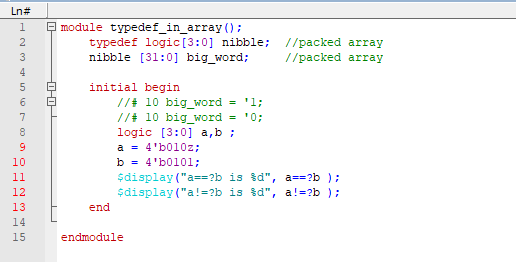 Ln#
1 module typedef_in_array();
2 typedef logic[3:0] nibble; //packed array
3 nibble [31:0] big_word; //packed array
4
5 initial begin
6 //# 10 big_word = '1;
7 //# 10 big_word = '0;
8 logic [3:0] a,b ;
9 a = 4'b010z;
10 b = 4'b0101;
11 $display("a==?b is %d", a==?b );
12 $display("a!=?b is %d", a!=?b );
13 end
14
15 endmodule